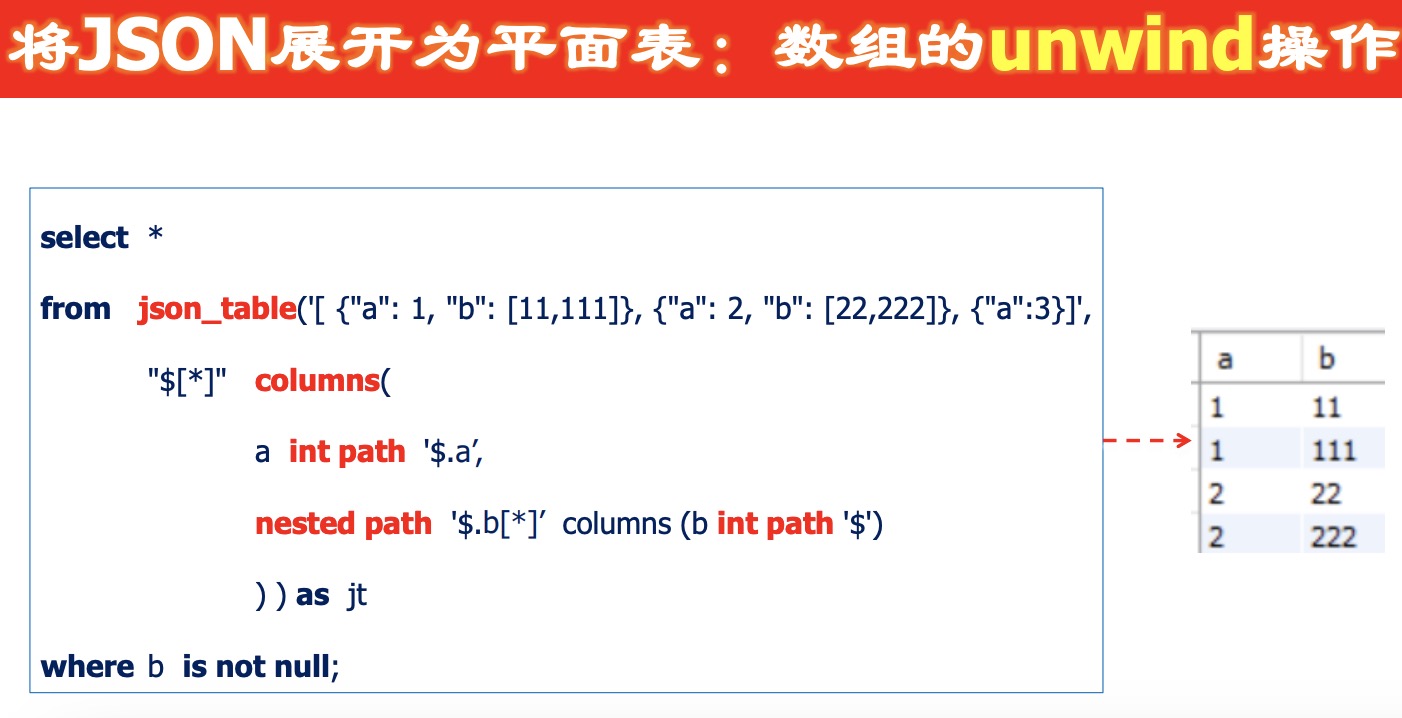 将JSON展开为平面表：数组的unwind操作
select *
from json_table('[ {"a": 1, "b": [11,111]}, {"a": 2, "b": [22,222]}, {"a":3}]',
"$[*]" columns(
a int path '$.a’,
nested path '$.b[*]’ columns (b int path '$')
) ) as jt
where b is not null;
a b
1 11
1 111
2 22
2 222